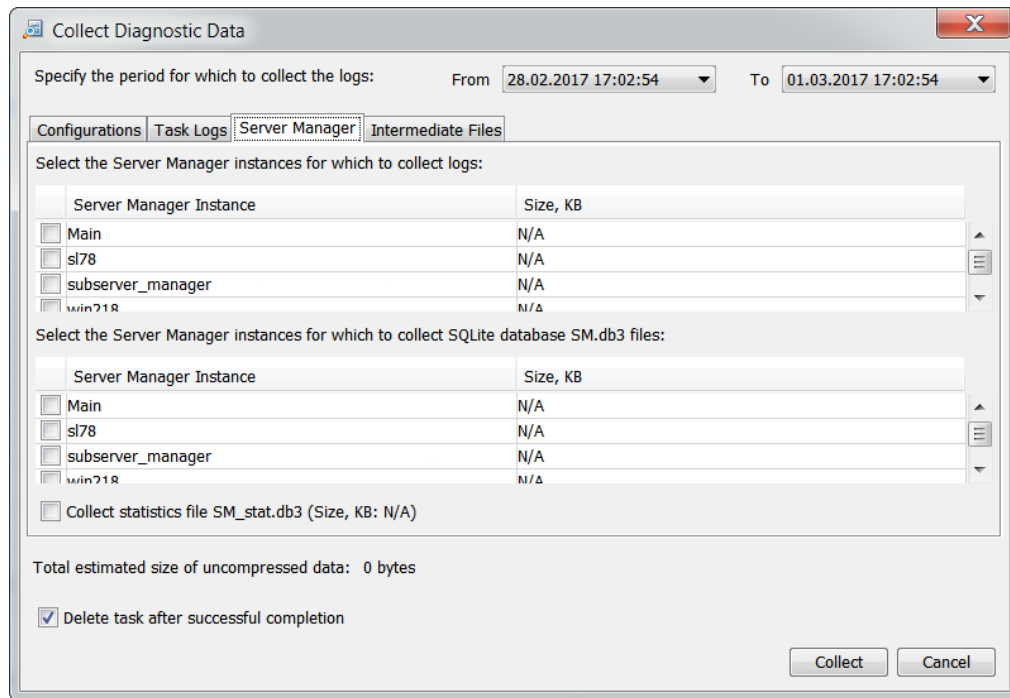 Collect Diagnostic Data
Specify the period for which to collect the logs: From 28.02.2017 17:02:54 To 01.03.2017 17:02:54
Configurations Task Logs Server Manager Intermediate Files
Select the Server Manager instances for which to collect logs:
Server Manager Instance Size, KB
Main N/A
sl78 N/A
subserver_manager N/A
win218 N/A
Select the Server Manager instances for which to collect SQLite database SM.db3 files:
Server Manager Instance Size, KB
Main N/A
sl78 N/A
subserver_manager N/A
win218 N/A
Collect statistics file SM_stat.db3 (Size, KB: N/A)
Total estimated size of uncompressed data: 0 bytes
Delete task after successful completion
Collect Cancel